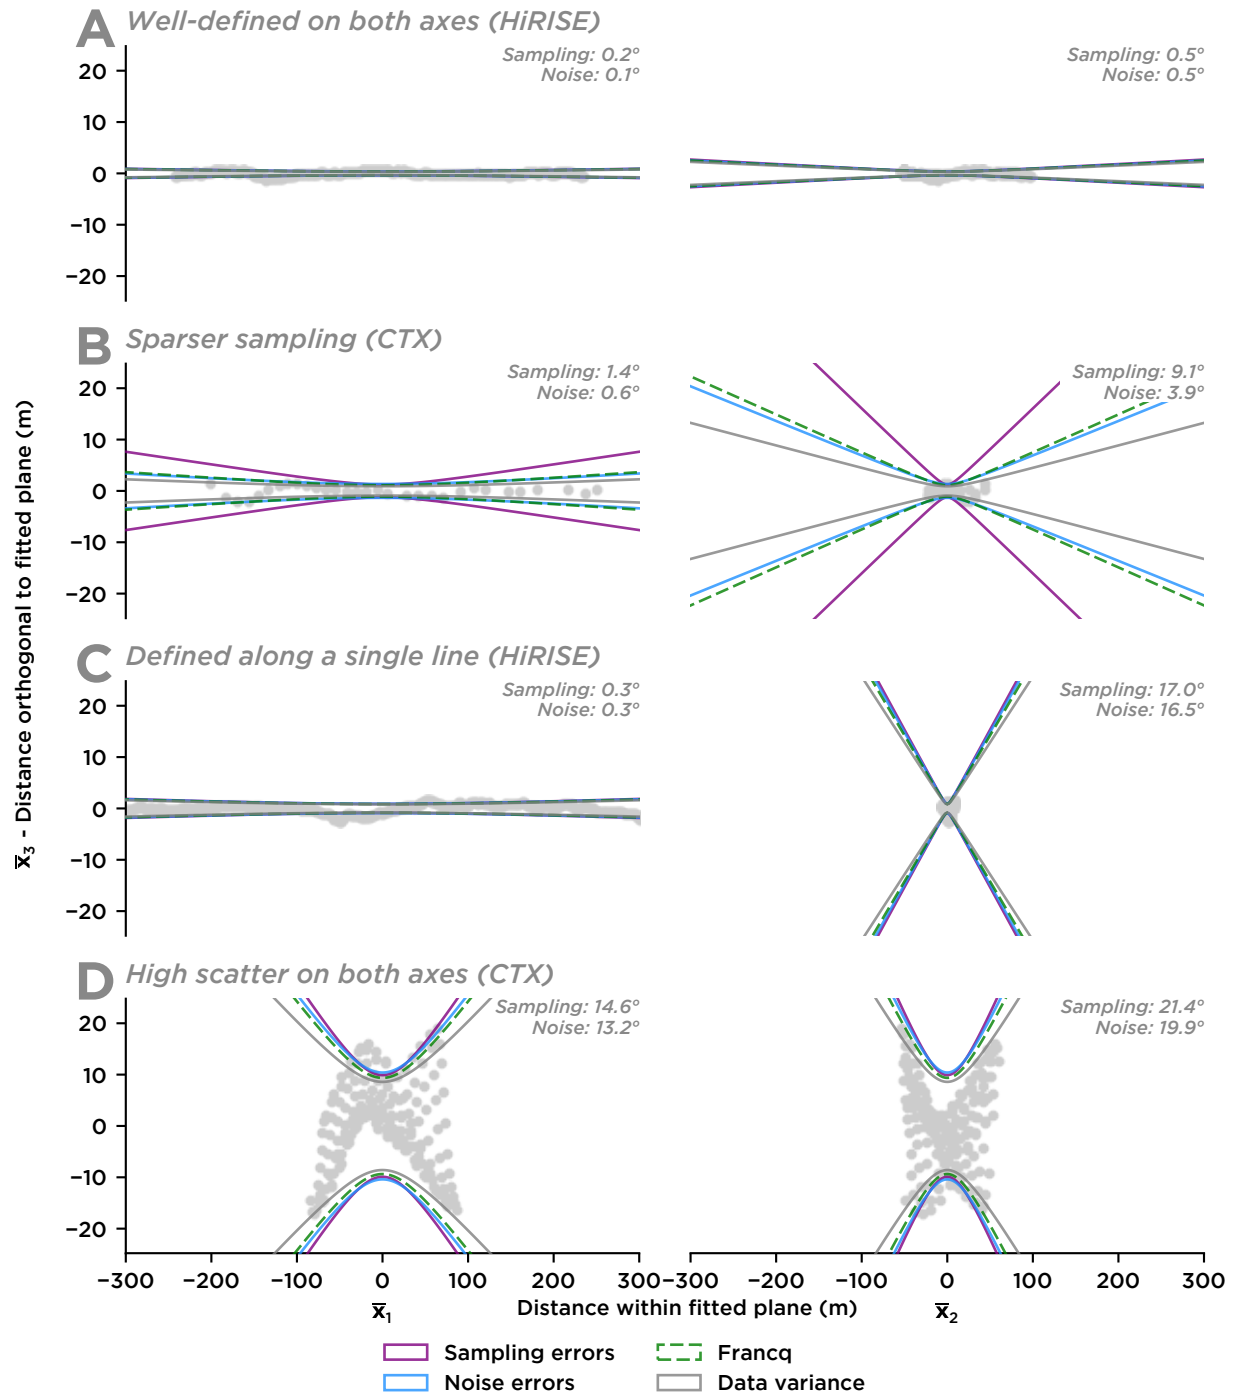 A Well-defined on both axes (HiRISE)
Sampling: 0.2°
Noise: 0.1°
Sampling: 0.5°
Noise: 0.5°
20
10
0
−10
−20
B Sparser sampling (CTX)
Sampling: 1.4°
Noise: 0.6°
Sampling: 9.1°
Noise: 3.9°
20
10
0
−10
−20
C Defined along a single line (HiRISE)
Sampling: 0.3°
Noise: 0.3°
Sampling: 17.0°
Noise: 16.5°
20
10
0
−10
−20
D High scatter on both axes (CTX)
Sampling: 14.6°
Noise: 13.2°
Sampling: 21.4°
Noise: 19.9°
20
10
0
−10
−20
x̄₃ - Distance orthogonal to fitted plane (m)
−300 −200 −100 0 100 200 300 −300 −200 −100 0 100 200 300
x̄₁ Distance within fitted plane (m) x̄₂
Sampling errors Francq
Noise errors Data variance